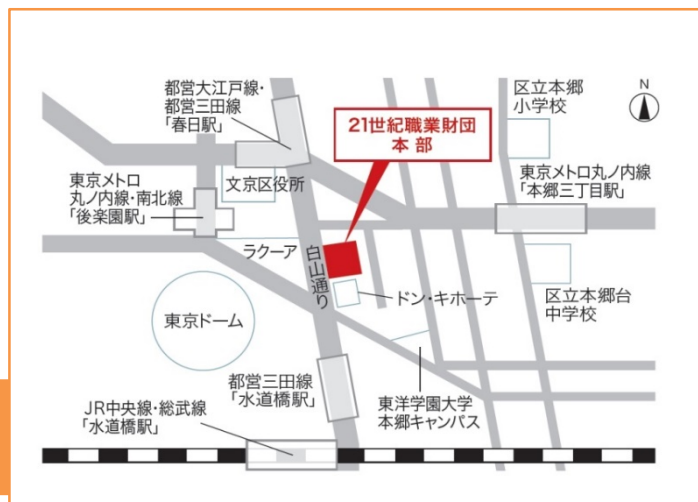 都営大江戸線・
都営三田線
「春日駅」
21世紀職業財団
本部
区立本郷
小学校
N
東京メトロ
丸ノ内線・南北線
「後楽園駅」
文京区役所
東京メトロ丸ノ内線
「本郷三丁目駅」
ラクーア
白山通り
ドン・キホーテ
区立本郷台
中学校
東京ドーム
都営三田線
「水道橋駅」
東洋学園大学
本郷キャンパス
JR中央線・総武線
「水道橋駅」